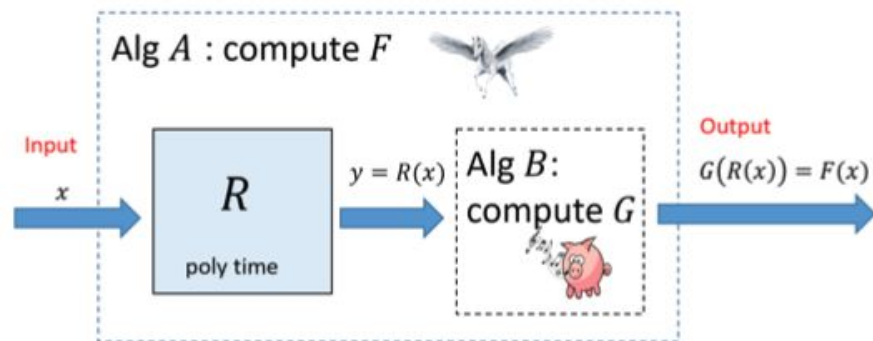 Alg A : compute F
Input
x
R
poly time
y = R(x)
Alg B:
compute G
Output
G(R(x)) = F(x)